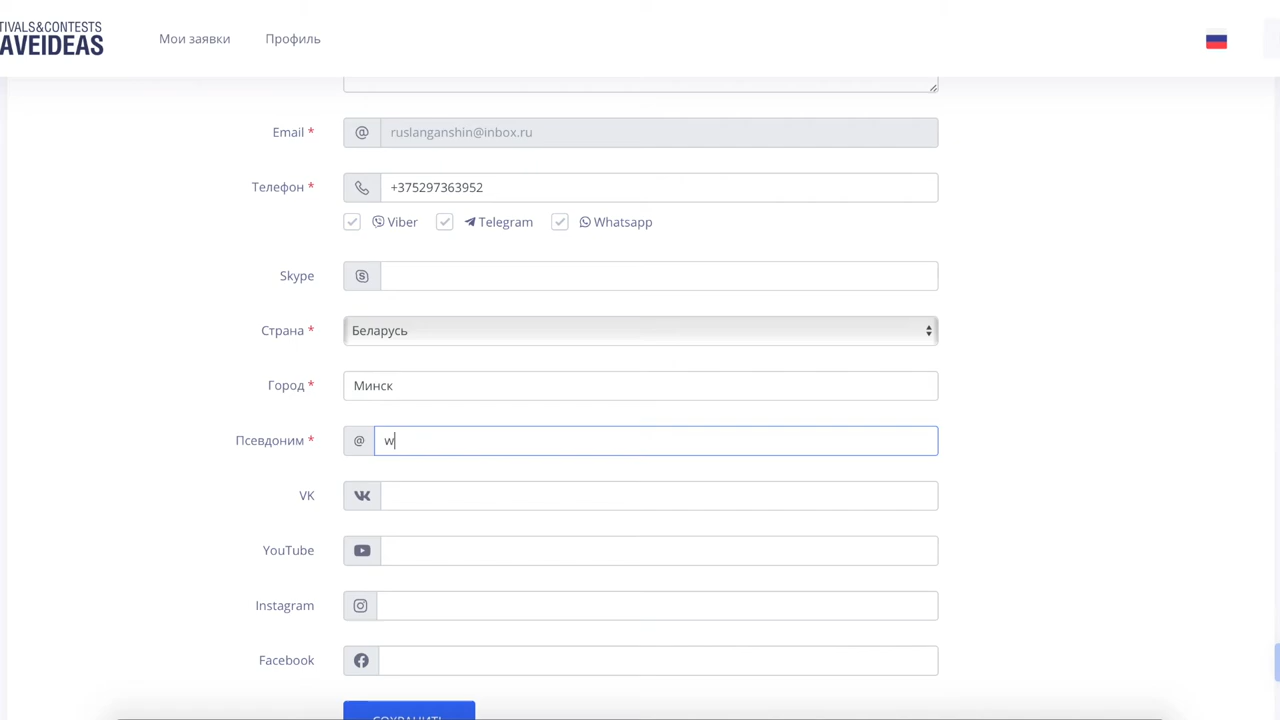 TIVALS&CONTESTS
AVEIDEAS
Мои заявки
Профиль
Email *
@
ruslanganshin@inbox.ru
Телефон *
+375297363952
Viber
Telegram
Whatsapp
Skype
Страна *
Беларусь
Город *
Минск
Псевдоним *
@
w
VK
YouTube
Instagram
Facebook
СОХРАНИТЬ